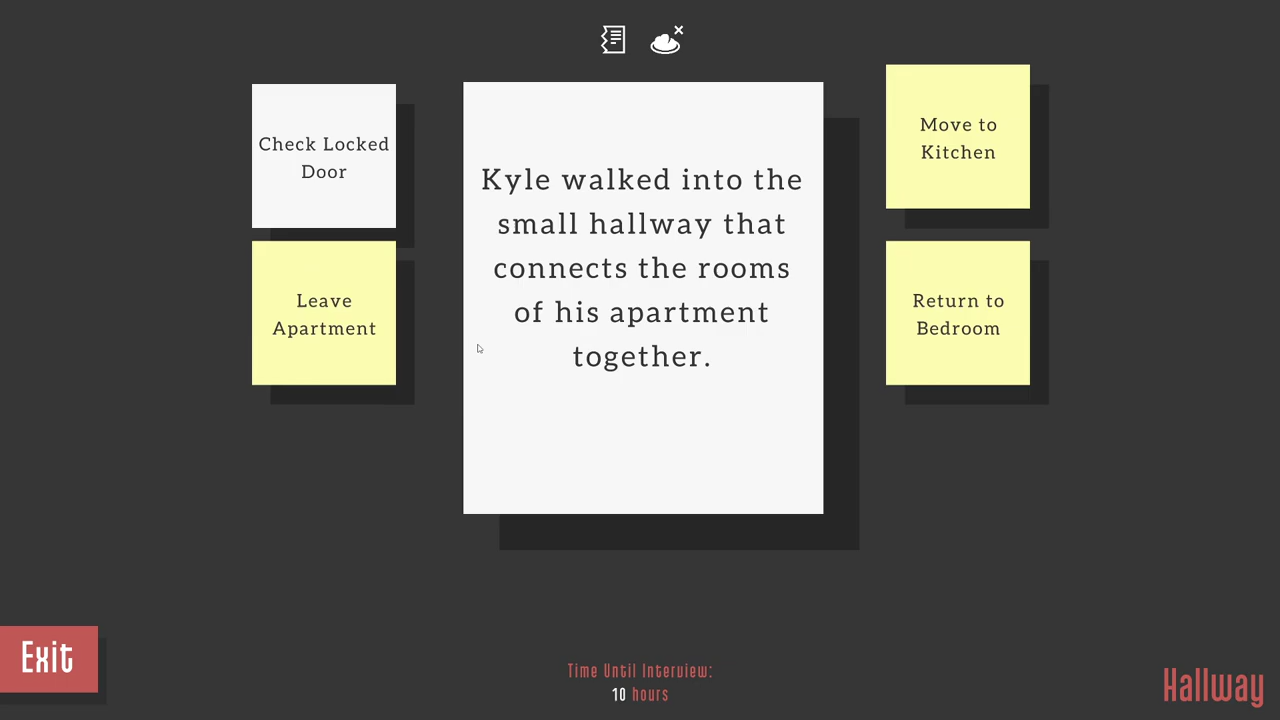 Check Locked
Door
Leave
Apartment
Kyle walked into the
small hallway that
connects the rooms
of his apartment
together.
Move to
Kitchen
Return to
Bedroom
Exit
Time Until Interview:
10 hours
Hallway